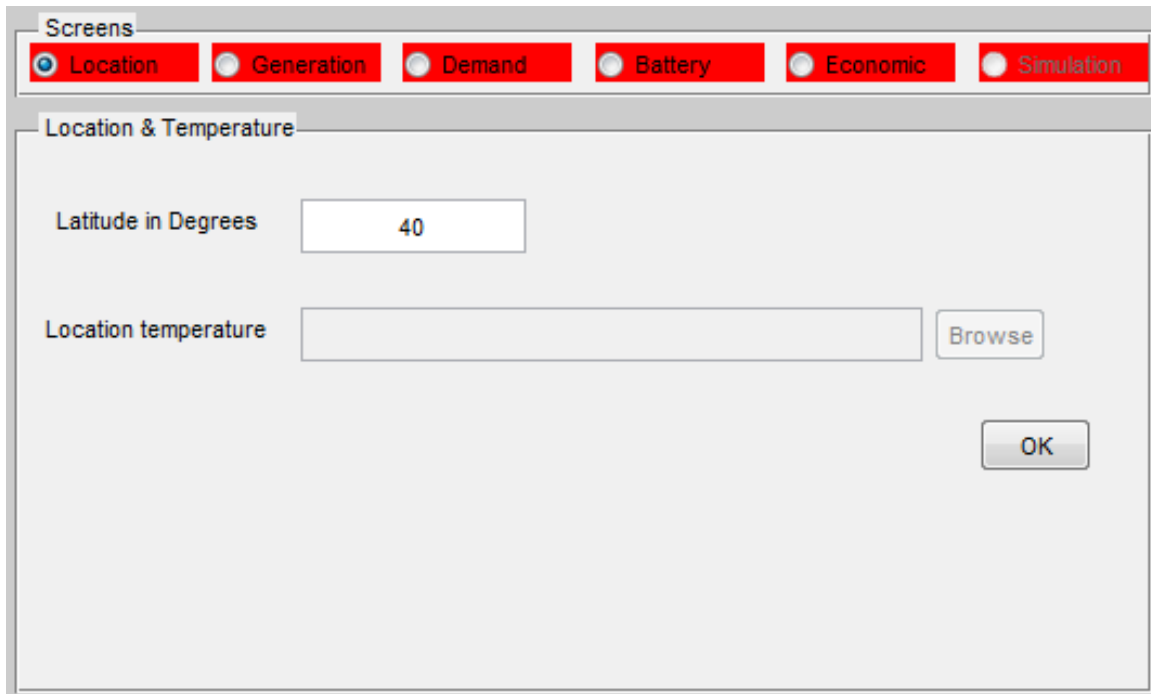 Screens
Location Generation Demand Battery Economic Simulation
Location & Temperature
Latitude in Degrees 40
Location temperature Browse
OK